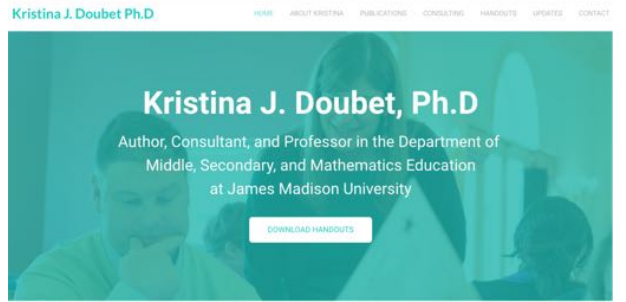 Kristina J. Doubet Ph.D
HOME ABOUT KRISTINA PUBLICATIONS CONSULTING HANDOUTS UPDATES CONTACT
Kristina J. Doubet, Ph.D
Author, Consultant, and Professor in the Department of
Middle, Secondary, and Mathematics Education
at James Madison University
DOWNLOAD HANDOUTS